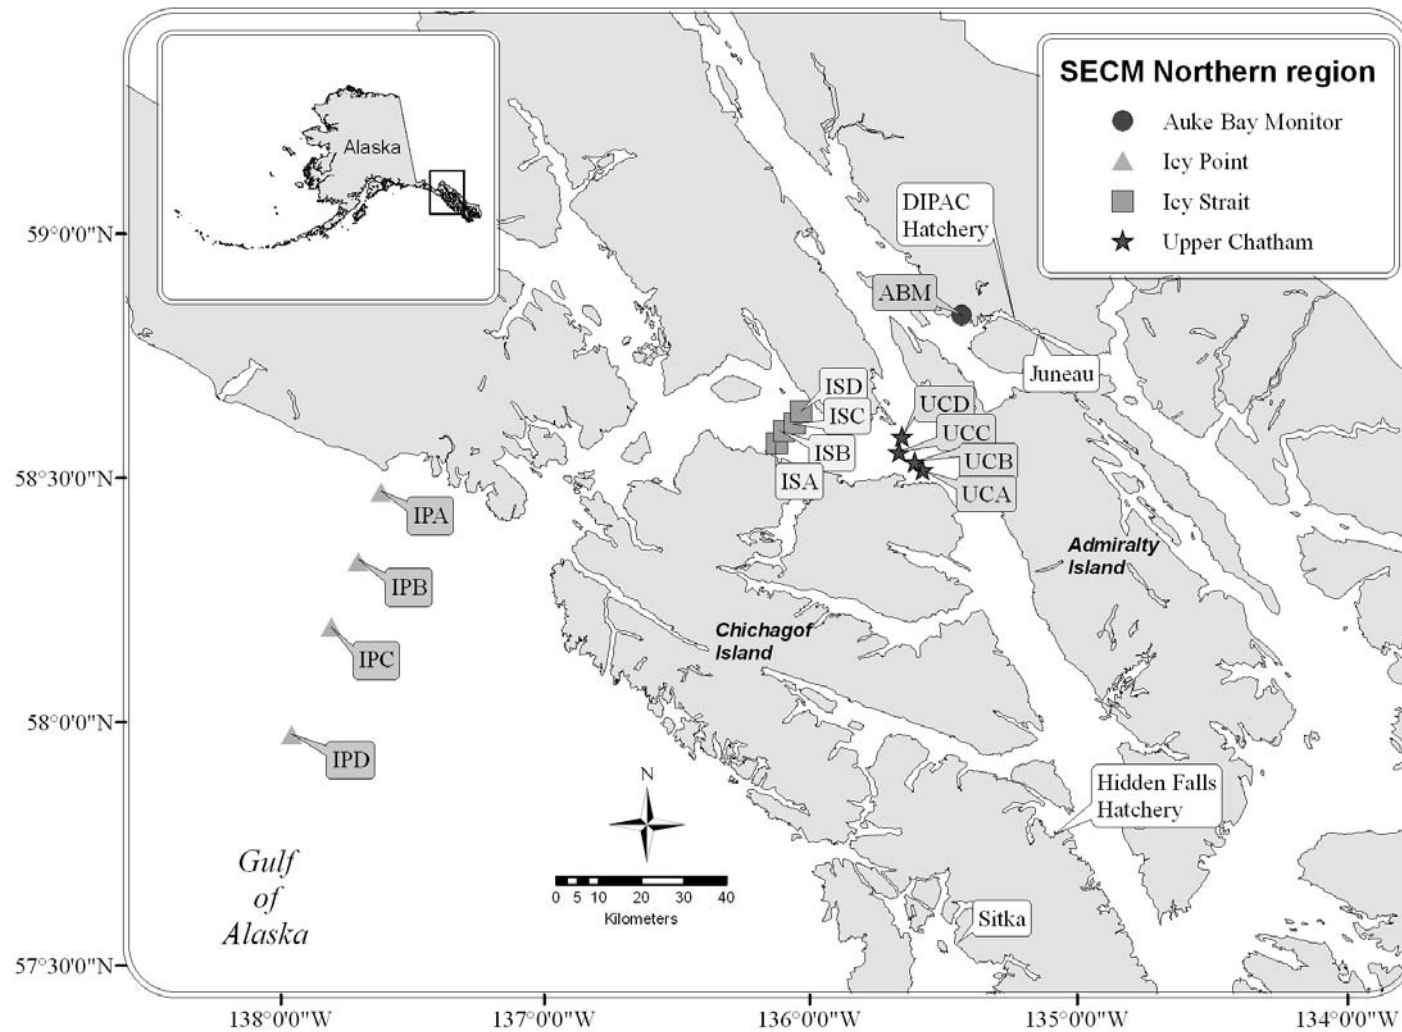 Alaska
SECM Northern region
Auke Bay Monitor
Icy Point
Icy Strait
Upper Chatham
59°0'0"N
58°30'0"N
58°0'0"N
57°30'0"N
DIPAC
Hatchery
ABM
Juneau
ISD
ISC
ISB
ISA
UCD
UCC
UCB
UCA
IPA
IPB
IPC
IPD
Admiralty
Island
Chichagof
Island
Hidden Falls
Hatchery
Sitka
Gulf
of
Alaska
N
0 5 10 20 30 40
Kilometers
138°0'0"W 137°0'0"W 136°0'0"W 135°0'0"W 134°0'0"W